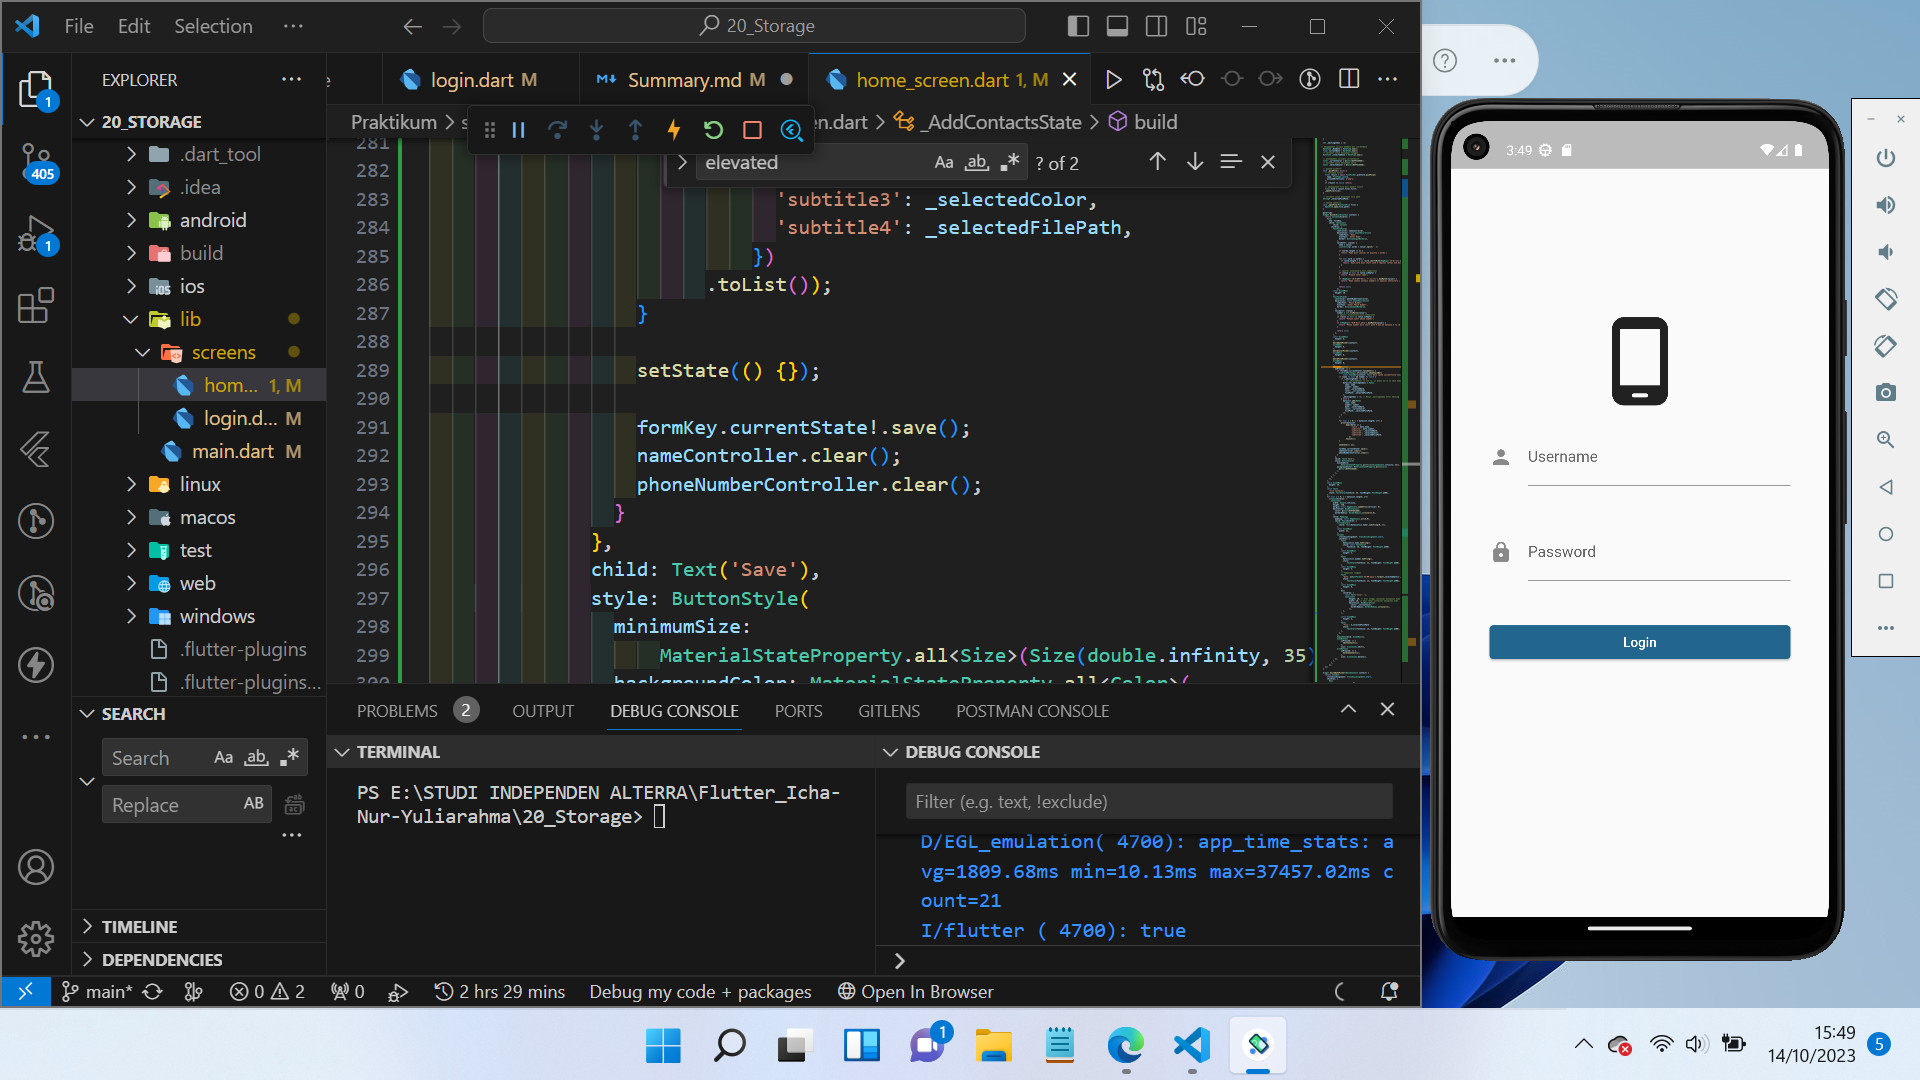 File Edit Selection ···
20_Storage
EXPLORER
20_STORAGE
.dart_tool
.idea
android
build
ios
lib
screens
hom... 1, M
login.d... M
main.dart M
linux
macos
test
web
windows
.flutter-plugins
.flutter-plugins...
SEARCH
Search Aa ab
Replace AB
TIMELINE
DEPENDENCIES
1
405
1
login.dart M
Summary.md M
home_screen.dart 1, M
Praktikum > s
en.dart > _AddContactsState > build
elevated Aa ab ? of 2
281
282
283 'subtitle3': _selectedColor,
284 'subtitle4': _selectedFilePath,
285 })
286 .toList());
287 }
288
289 setState(() {});
290
291 formKey.currentState!.save();
292 nameController.clear();
293 phoneNumberController.clear();
294 }
295 },
296 child: Text('Save'),
297 style: ButtonStyle(
298 minimumSize:
299 MaterialStateProperty.all<Size>(Size(double.infinity, 35)
300 backgroundColor: MaterialStateProperty.all<Color>(
PROBLEMS 2 OUTPUT DEBUG CONSOLE PORTS GITLENS POSTMAN CONSOLE
TERMINAL
PS E:\STUDI INDEPENDEN ALTERRA\Flutter_Icha-
Nur-Yuliarahma\20_Storage>
DEBUG CONSOLE
Filter (e.g. text, !exclude)
D/EGL_emulation( 4700): app_time_stats: a
vg=1809.68ms min=10.13ms max=37457.02ms c
ount=21
I/flutter ( 4700): true
main* 0 2 0 2 hrs 29 mins Debug my code + packages Open In Browser
3:49
Username
Password
Login
1
15:49
14/10/2023
5